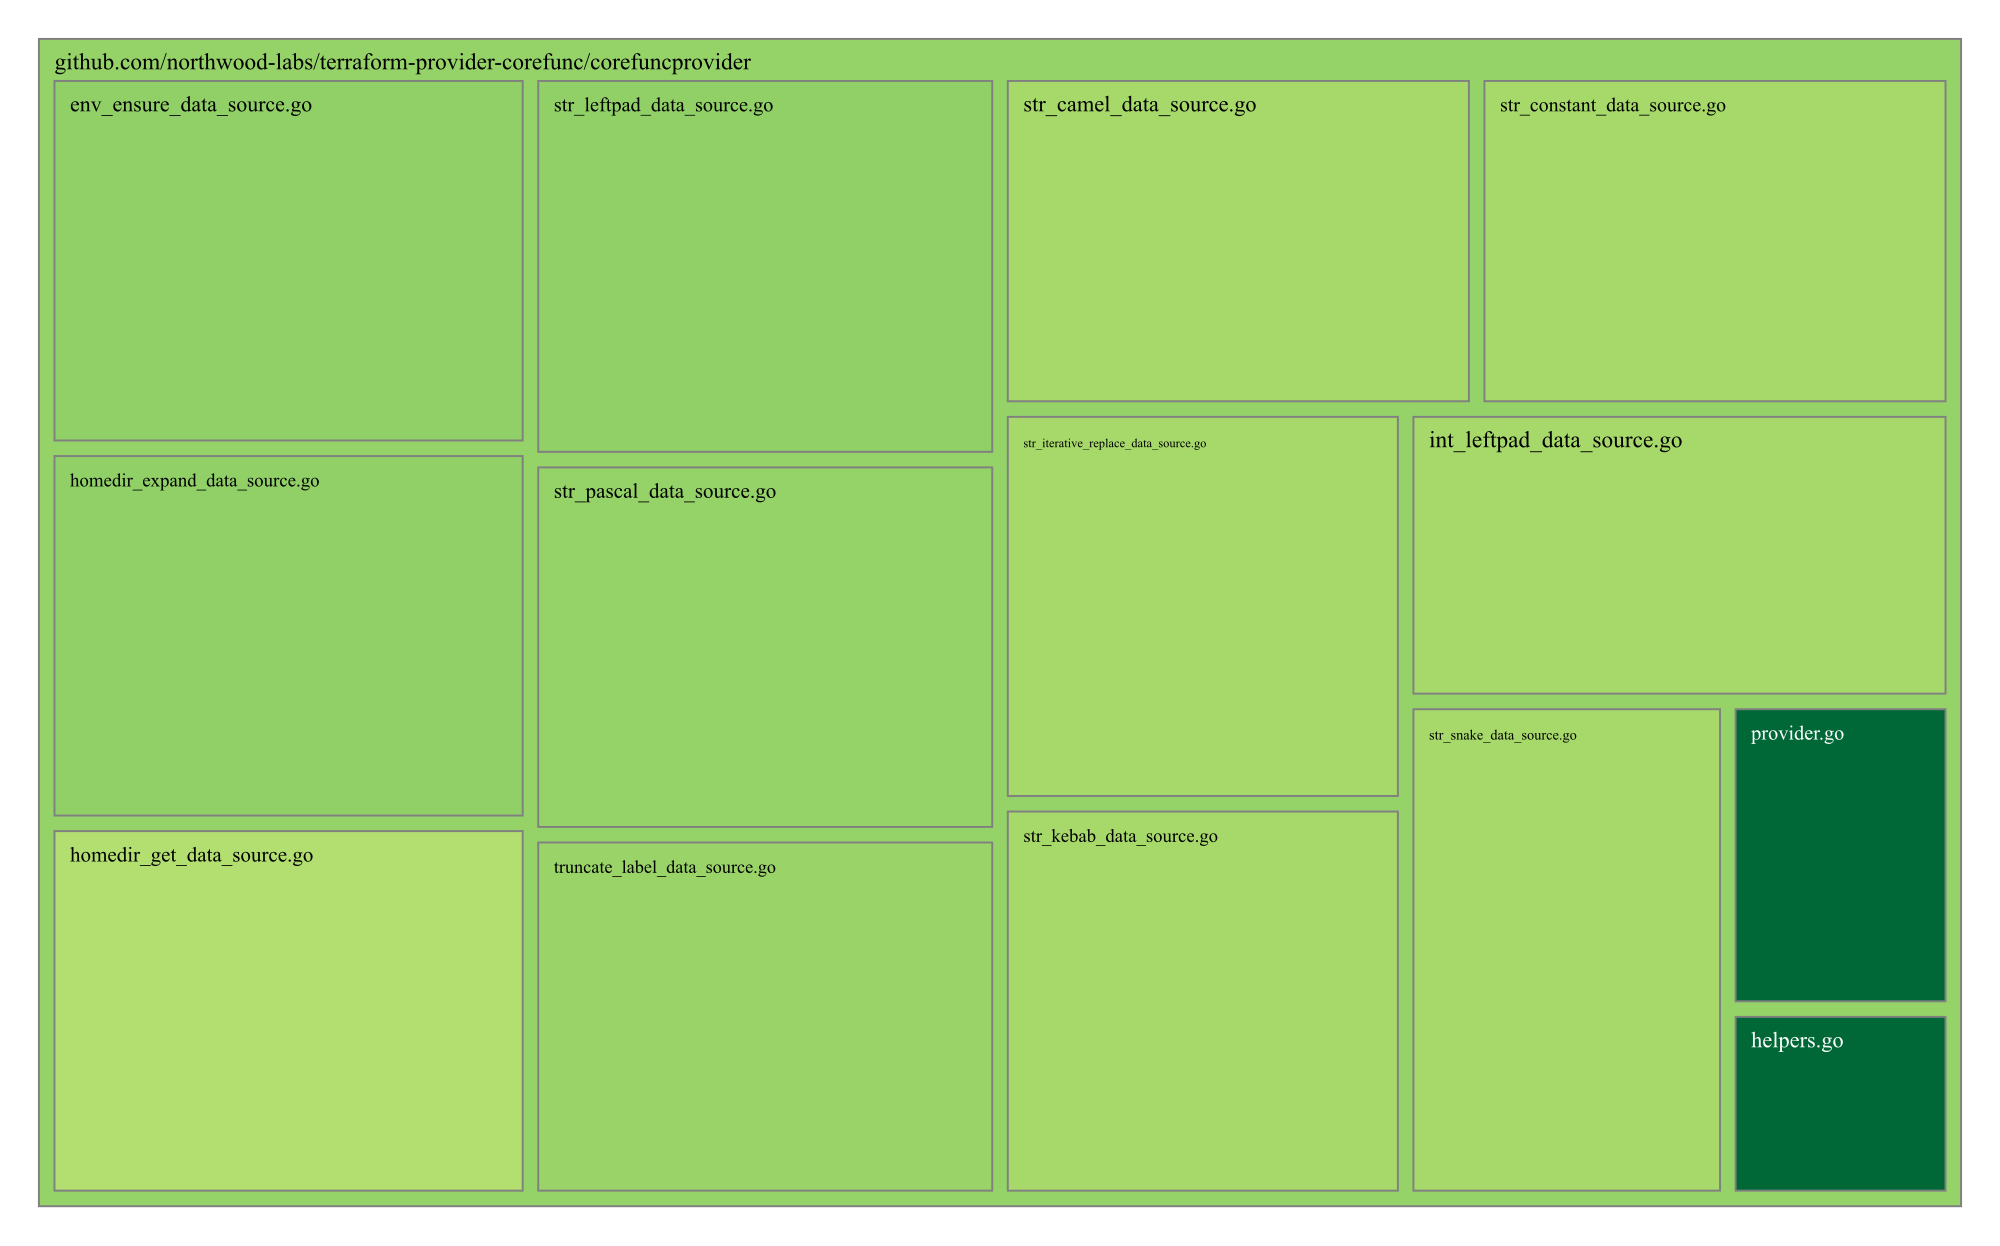 github.com/northwood-labs/terraform-provider-corefunc/corefuncprovider
env_ensure_data_source.go
str_leftpad_data_source.go
str_camel_data_source.go
str_constant_data_source.go
str_iterative_replace_data_source.go
int_leftpad_data_source.go
homedir_expand_data_source.go
str_pascal_data_source.go
str_snake_data_source.go
provider.go
str_kebab_data_source.go
homedir_get_data_source.go
truncate_label_data_source.go
helpers.go